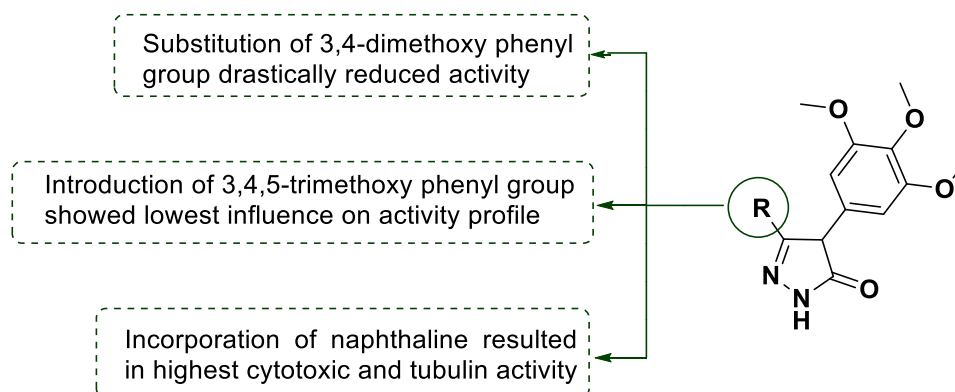 Substitution of 3,4-dimethoxy phenyl
group drastically reduced activity
Introduction of 3,4,5-trimethoxy phenyl group
showed lowest influence on activity profile
Incorporation of naphthaline resulted
in highest cytotoxic and tubulin activity
R
O
O
O
N
N
H
O